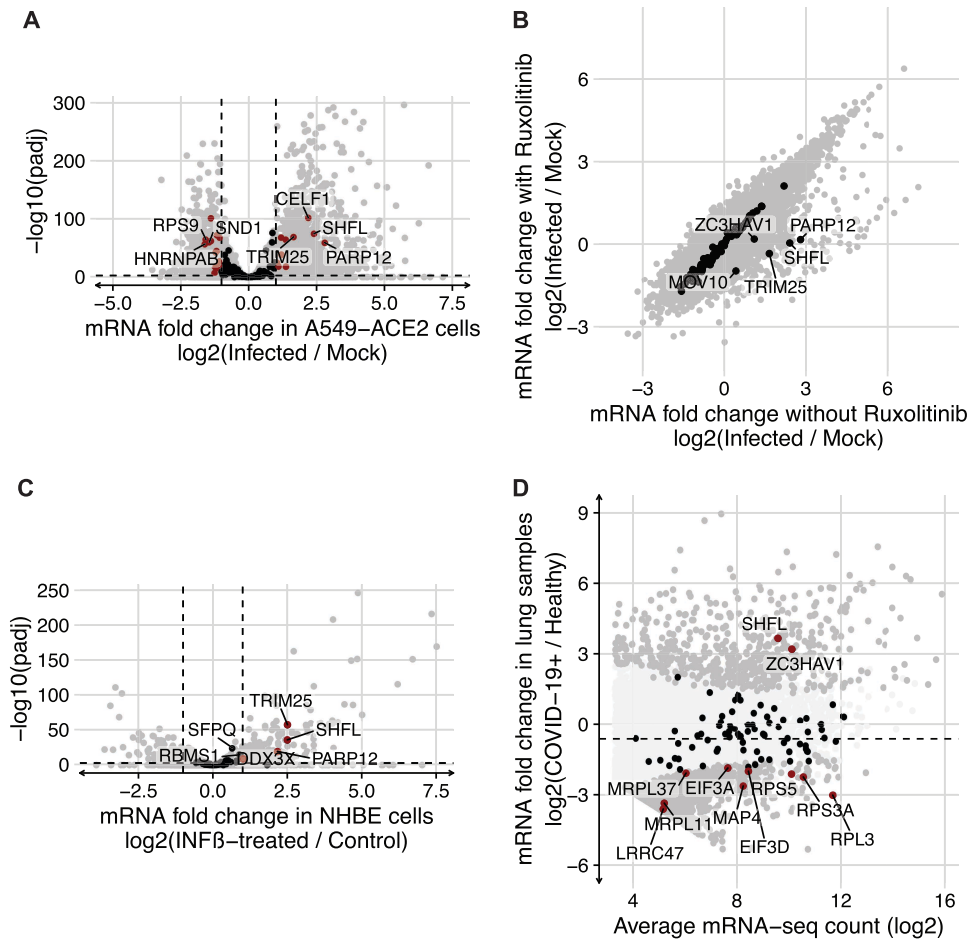 A
300
200
100
0
−log10(padj)
CELF1
RPS9
SND1
SHFL
HNRNPAB
TRIM25
PARP12
−5.0
−2.5
0.0
2.5
5.0
7.5
mRNA fold change in A549−ACE2 cells
log2(Infected / Mock)
B
6
3
0
−3
mRNA fold change with Ruxolitinib
log2(Infected / Mock)
ZC3HAV1
PARP12
SHFL
MOV10
TRIM25
−3
0
3
6
mRNA fold change without Ruxolitinib
log2(Infected / Mock)
C
250
200
150
100
50
0
−log10(padj)
TRIM25
SFPQ
SHFL
RBMS1
DDX3X
PARP12
−5.0
−2.5
0.0
2.5
5.0
7.5
mRNA fold change in NHBE cells
log2(INFß−treated / Control)
D
9
6
3
0
−3
−6
mRNA fold change in lung samples
log2(COVID−19+ / Healthy)
SHFL
ZC3HAV1
MRPL37
EIF3A
RPS5
MRPL11
MAP4
RPS3A
LRRC47
EIF3D
RPL3
4
8
12
16
Average mRNA−seq count (log2)